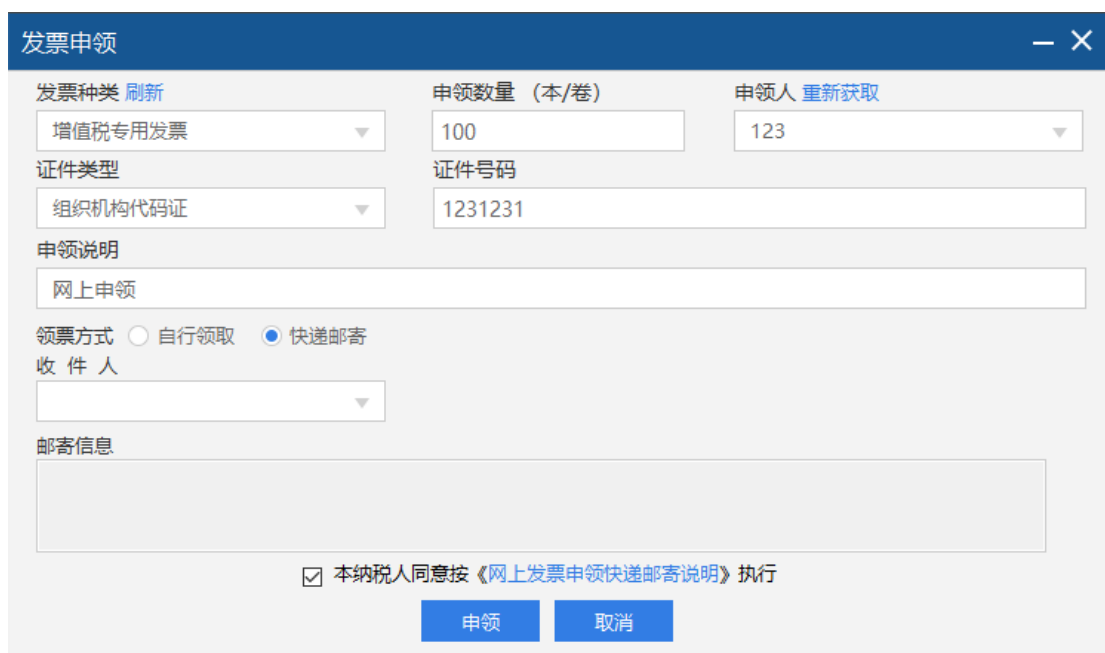 发票申领
发票种类 刷新 申领数量 （本/卷） 申领人 重新获取
增值税专用发票 100 123
证件类型 证件号码
组织机构代码证 1231231
申领说明
网上申领
领票方式 自行领取 快递邮寄
收 件 人
邮寄信息
本纳税人同意按《网上发票申领快递邮寄说明》执行
申领 取消